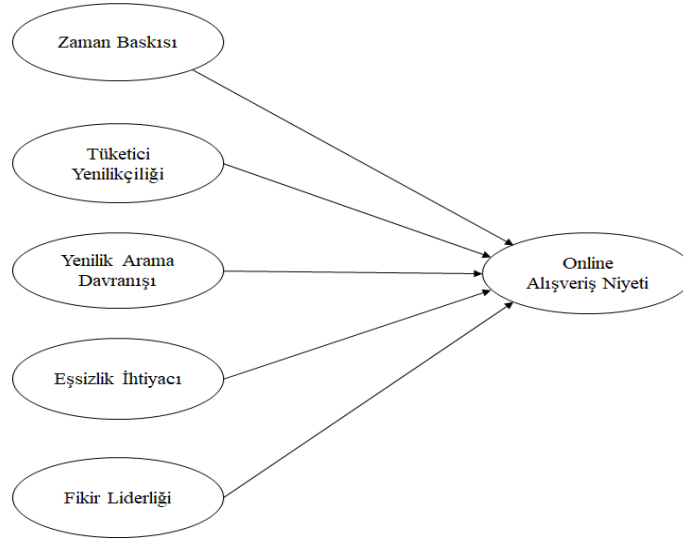 Zaman Baskısı
Tüketici
Yenilikçiliği
Yenilik Arama
Davranışı
Eşsizlik İhtiyacı
Fikir Liderliği
Online
Alışveriş Niyeti